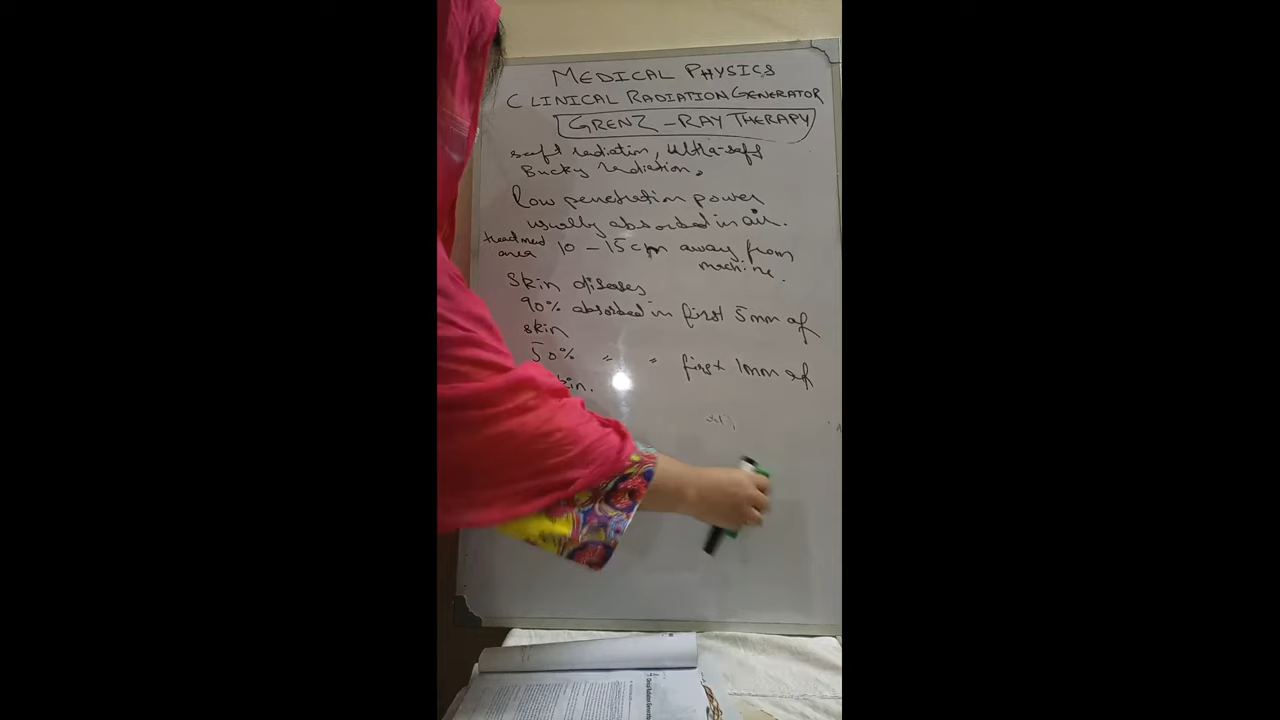 MEDICAL PHYSICS
CLINICAL RADIATION GENERATOR
GRENZ - RAY THERAPY
soft radiation, Ultra-soft
Bucky radiation.
low penetration power
usually absorbed in air.
treatment area 10 - 15 cm away from
machine.
Skin diseases
90% absorbed in first 5mm of
skin
50% " " first 1mm of
kin.